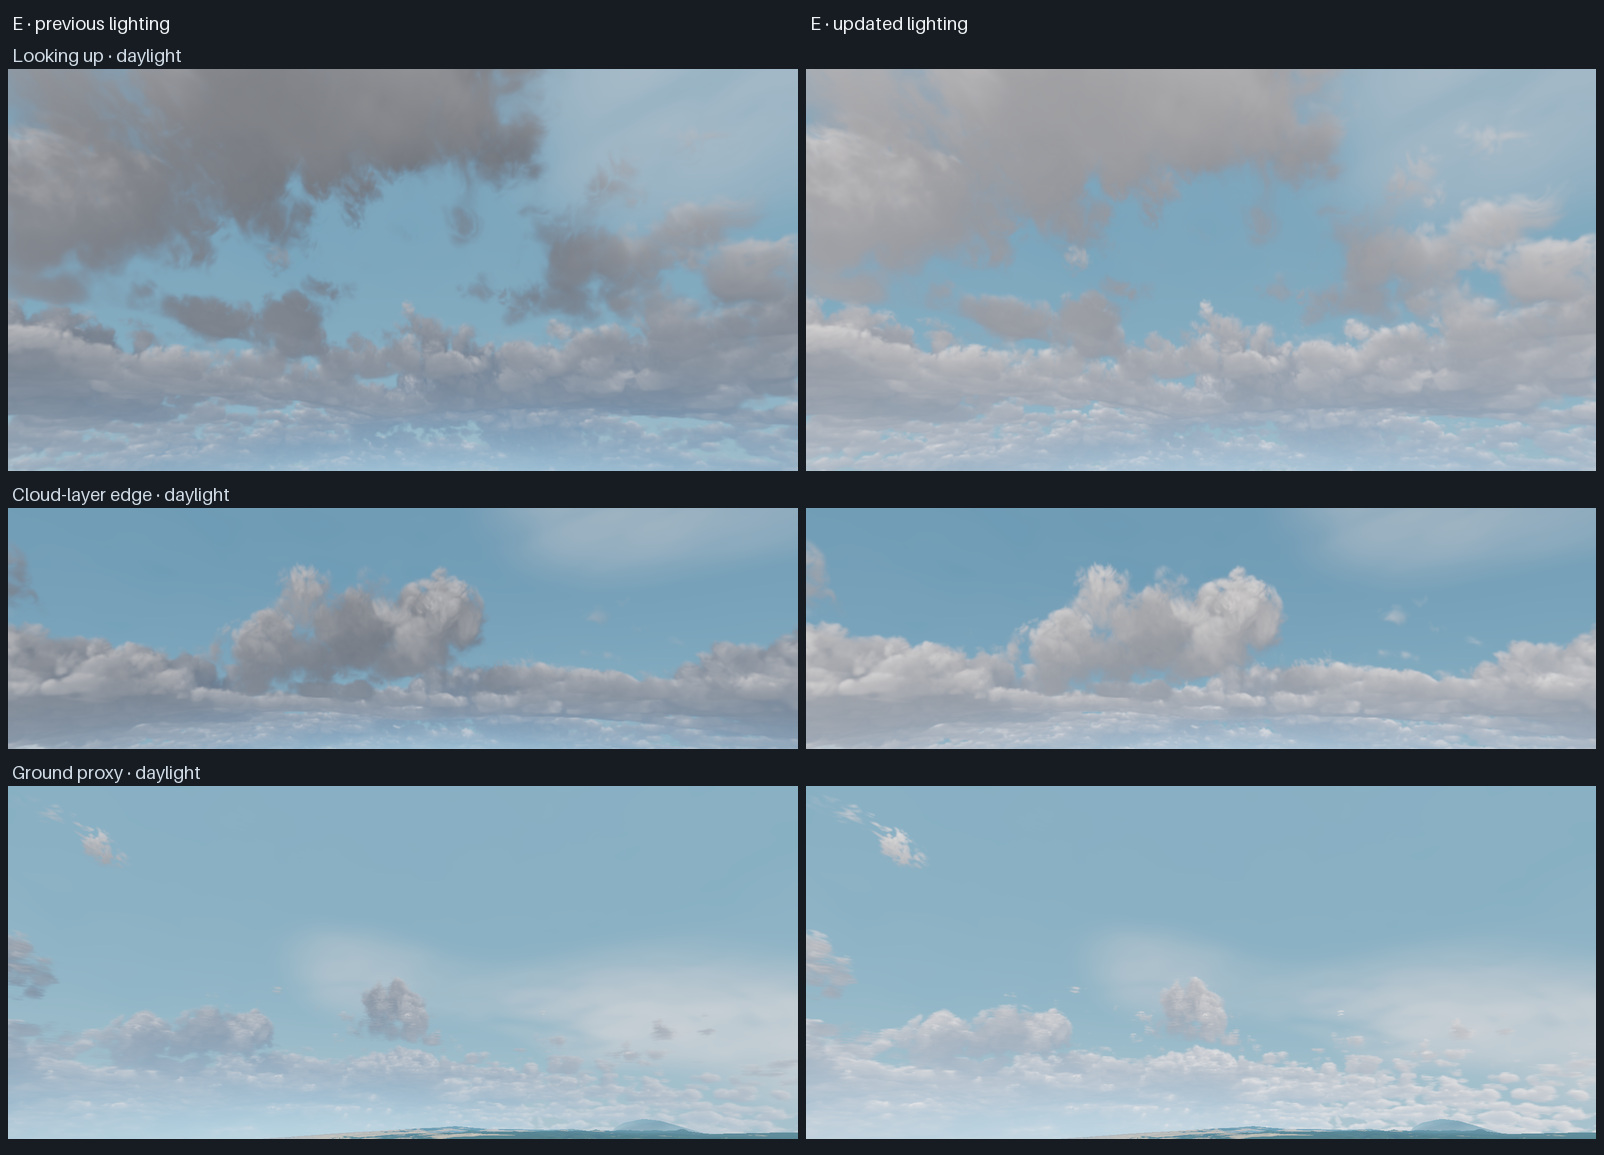 E · previous lighting
E · updated lighting
Looking up · daylight
Cloud-layer edge · daylight
Ground proxy · daylight